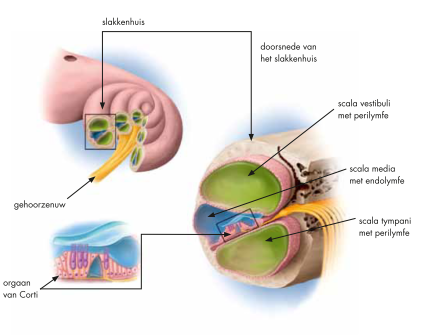 slakkenhuis
doorsnede van
het slakkenhuis
scala vestibuli
met perilymfe
scala media
met endolymfe
gehoorzenuw
scala tympani
met perilymfe
orgaan
van Corti